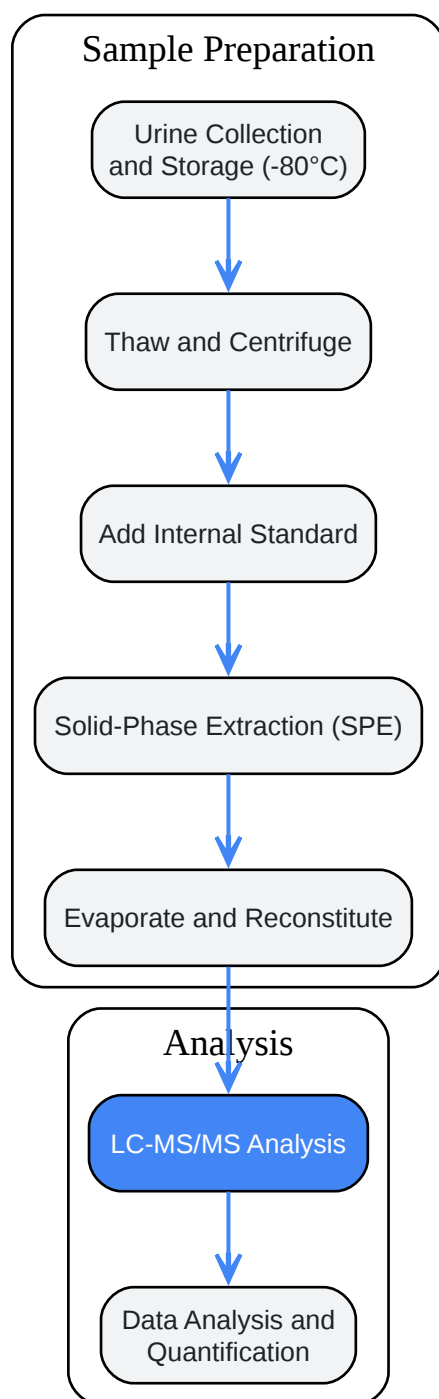 Sample Preparation
Urine Collection
and Storage (-80°C)
Thaw and Centrifuge
Add Internal Standard
Solid-Phase Extraction (SPE)
Evaporate and Reconstitute
Analysis
LC-MS/MS Analysis
Data Analysis and
Quantification